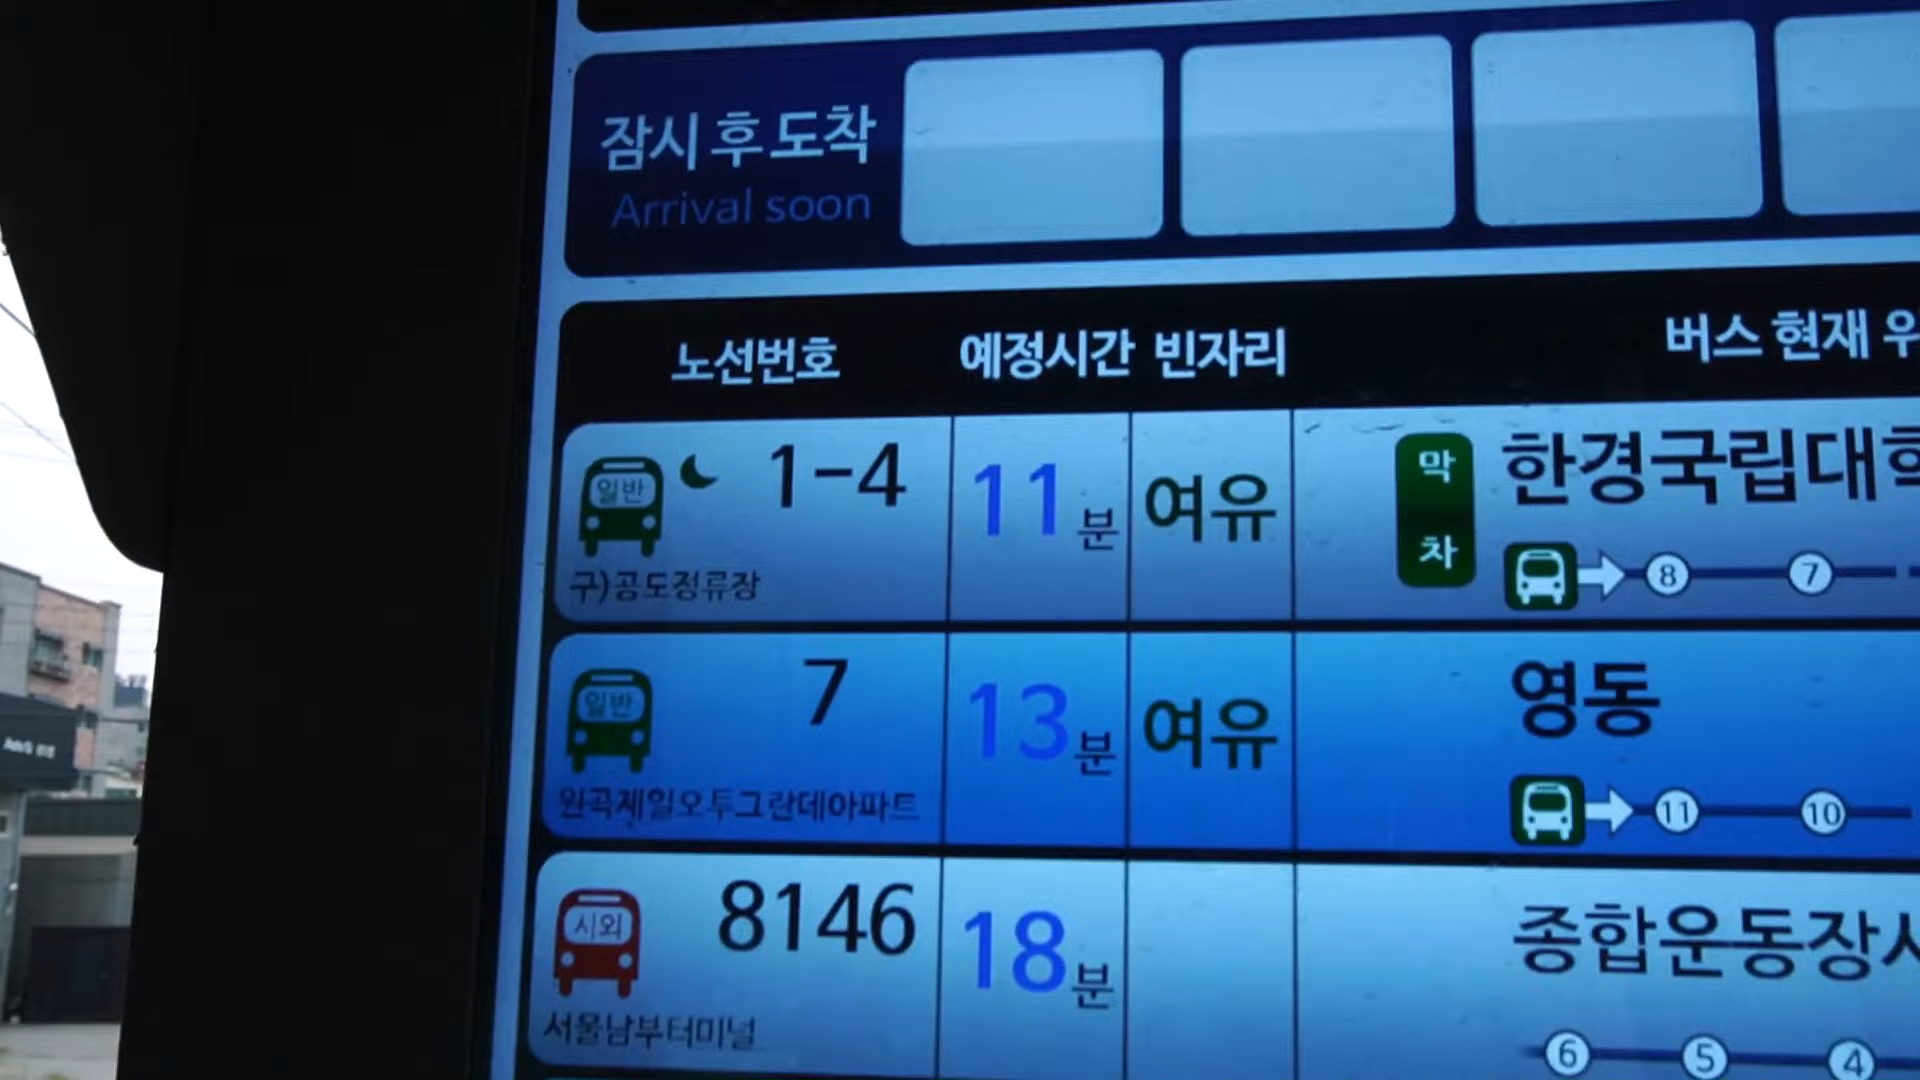 잠시 후 도착
Arrival soon
노선번호 예정시간 빈자리 버스 현재
일반 1-4 11분 여유 막차 한경국립대
구)공도정류장
8 7
일반 7 13분 여유 영동
원곡제일오투그란데아파트
11 10
시외 8146 18분 종합운동장
서울남부터미널
6 5 4